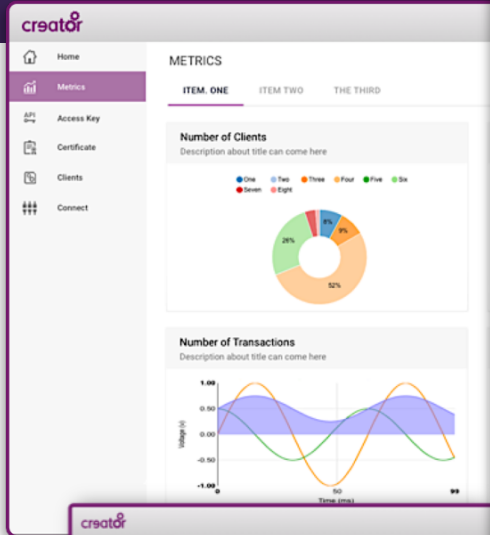 creator
Home
Metrics
API
Access Key
Certificate
Clients
Connect
METRICS
ITEM. ONE ITEM TWO THE THIRD
Number of Clients
Description about title can come here
One Two Three Four Five Six
Seven Eight
8%
9%
26%
52%
Number of Transactions
Description about title can come here
1.00
0.50
0.00
-0.50
-1.00
Voltage (v)
0 50 99
Time (ms)
creator